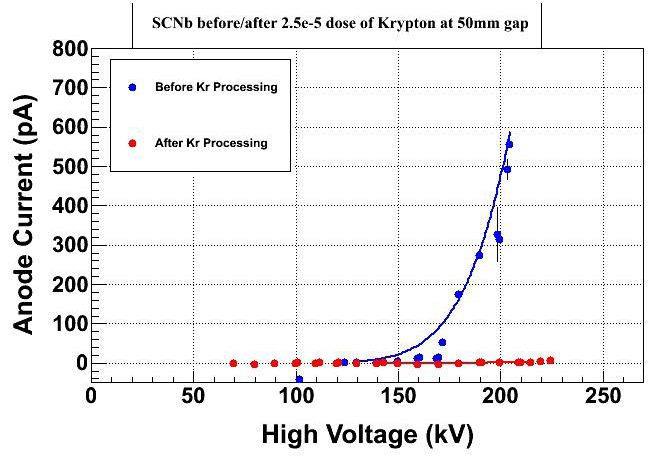 SCNb before/after 2.5e-5 dose of Krypton at 50mm gap
800
700
600
500
400
300
200
100
0
Anode Current (pA)
Before Kr Processing
After Kr Processing
0 50 100 150 200 250
High Voltage (kV)